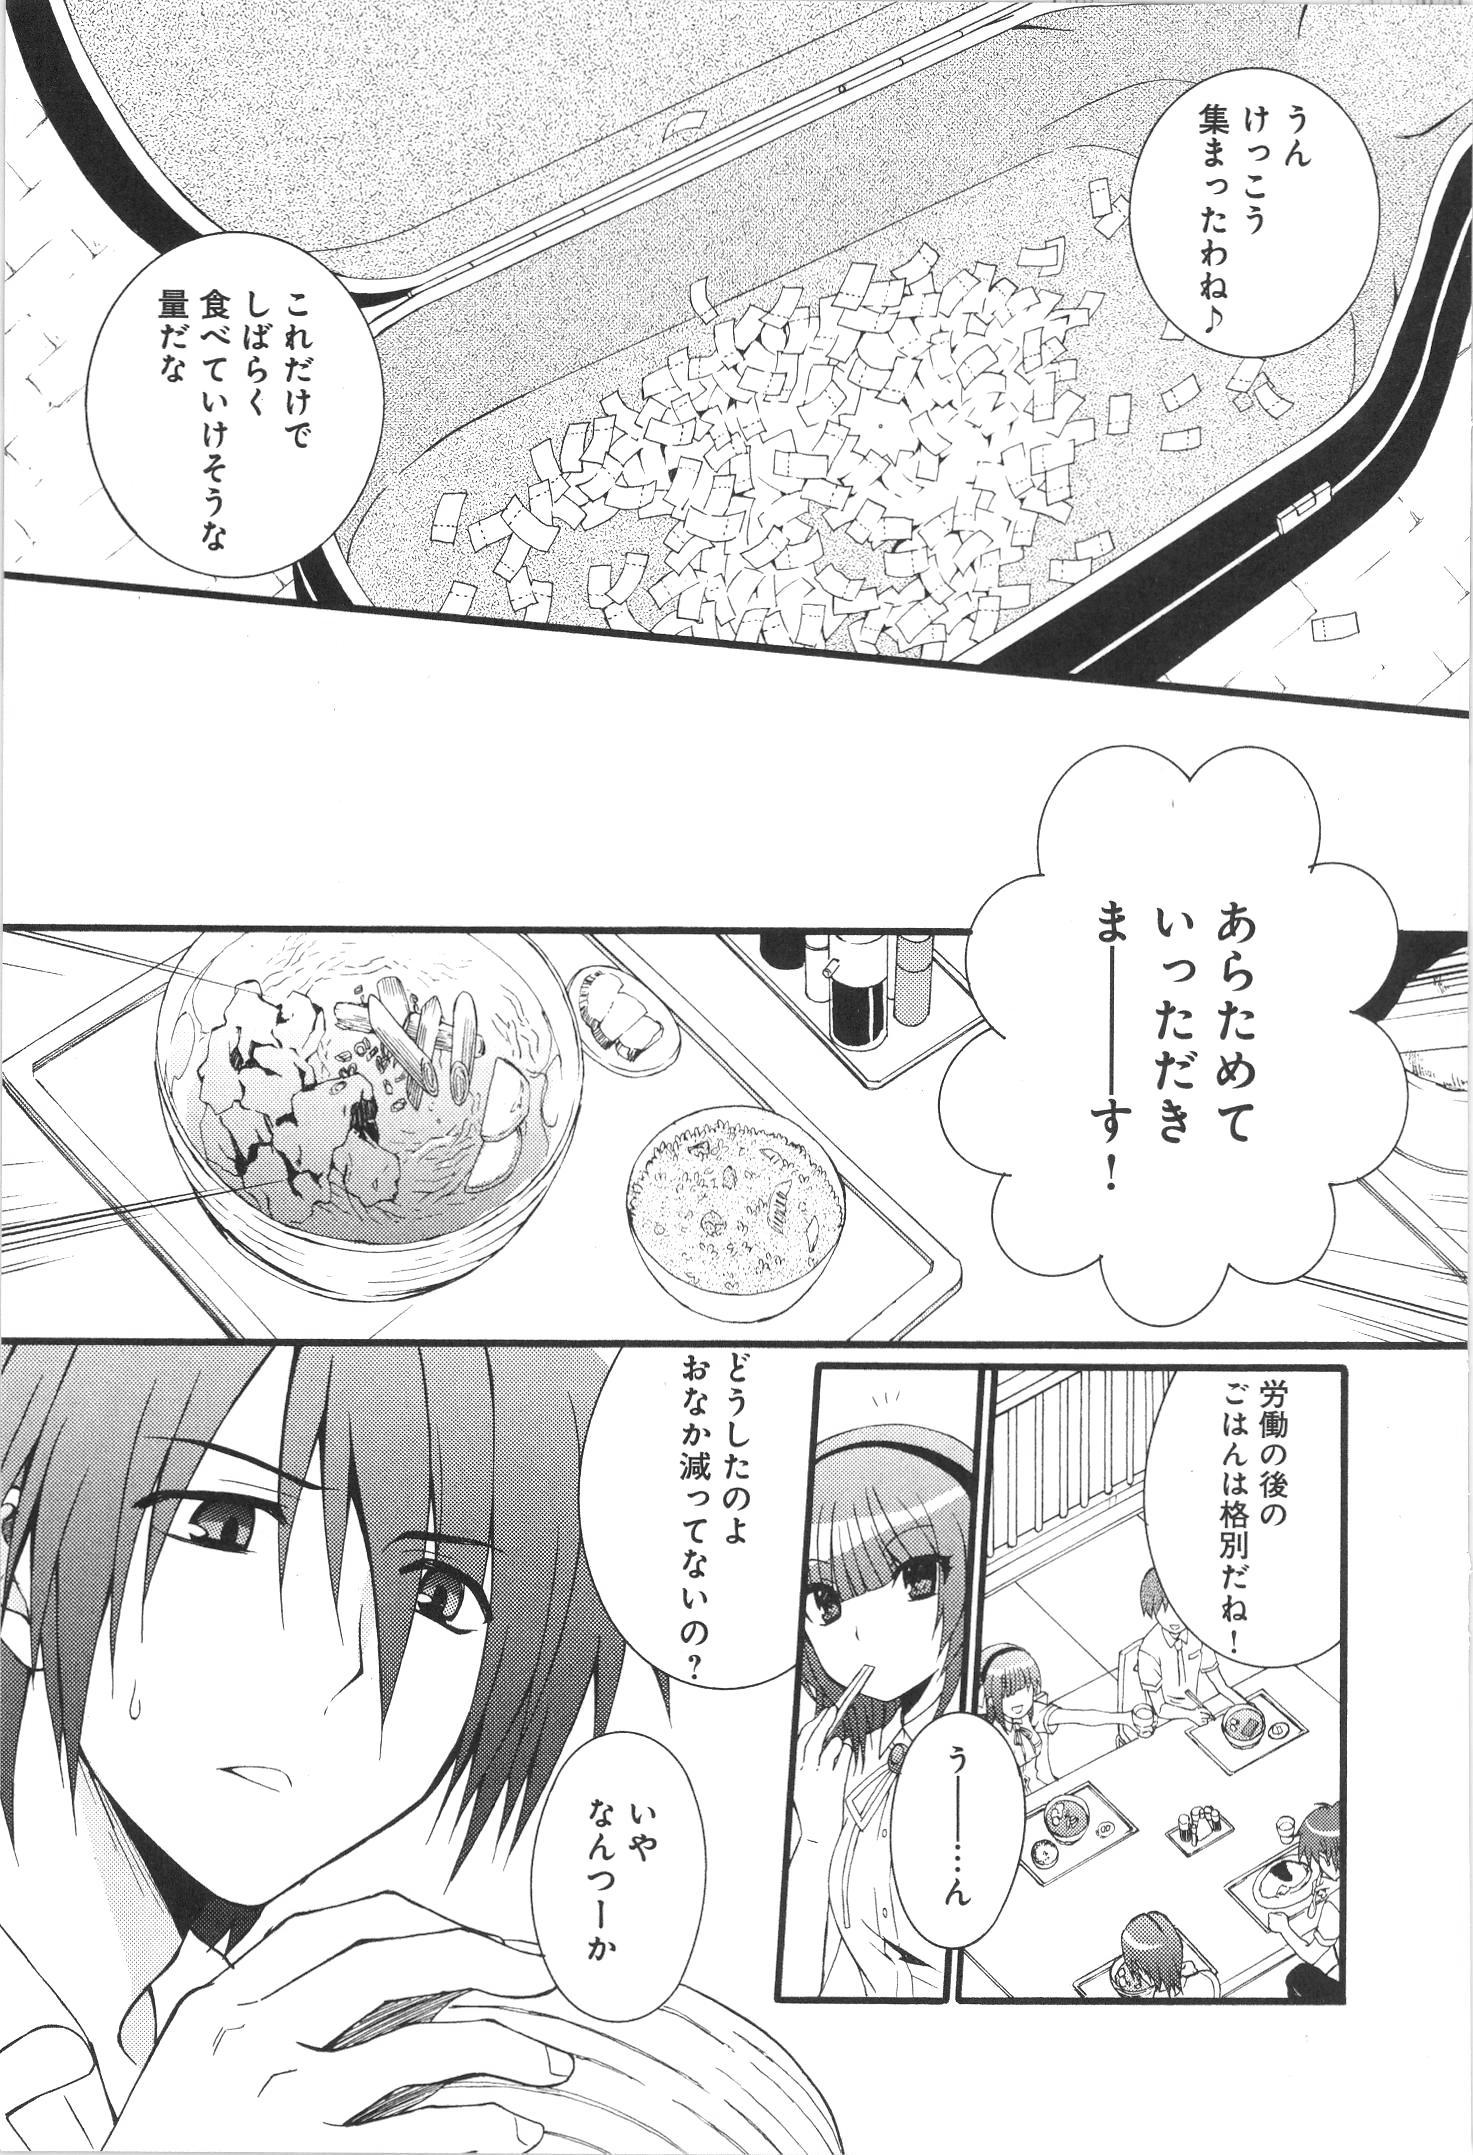 うん
けっこう
集まったわね♪
これだけで
しばらく
食べていけそうな
量だな
あらためて
いっただき
ま――――す！
労働の後の
ごはんは格別だね！
う――……ん
どうしたのよ
おなか減ってないの？
いや
なんつーか